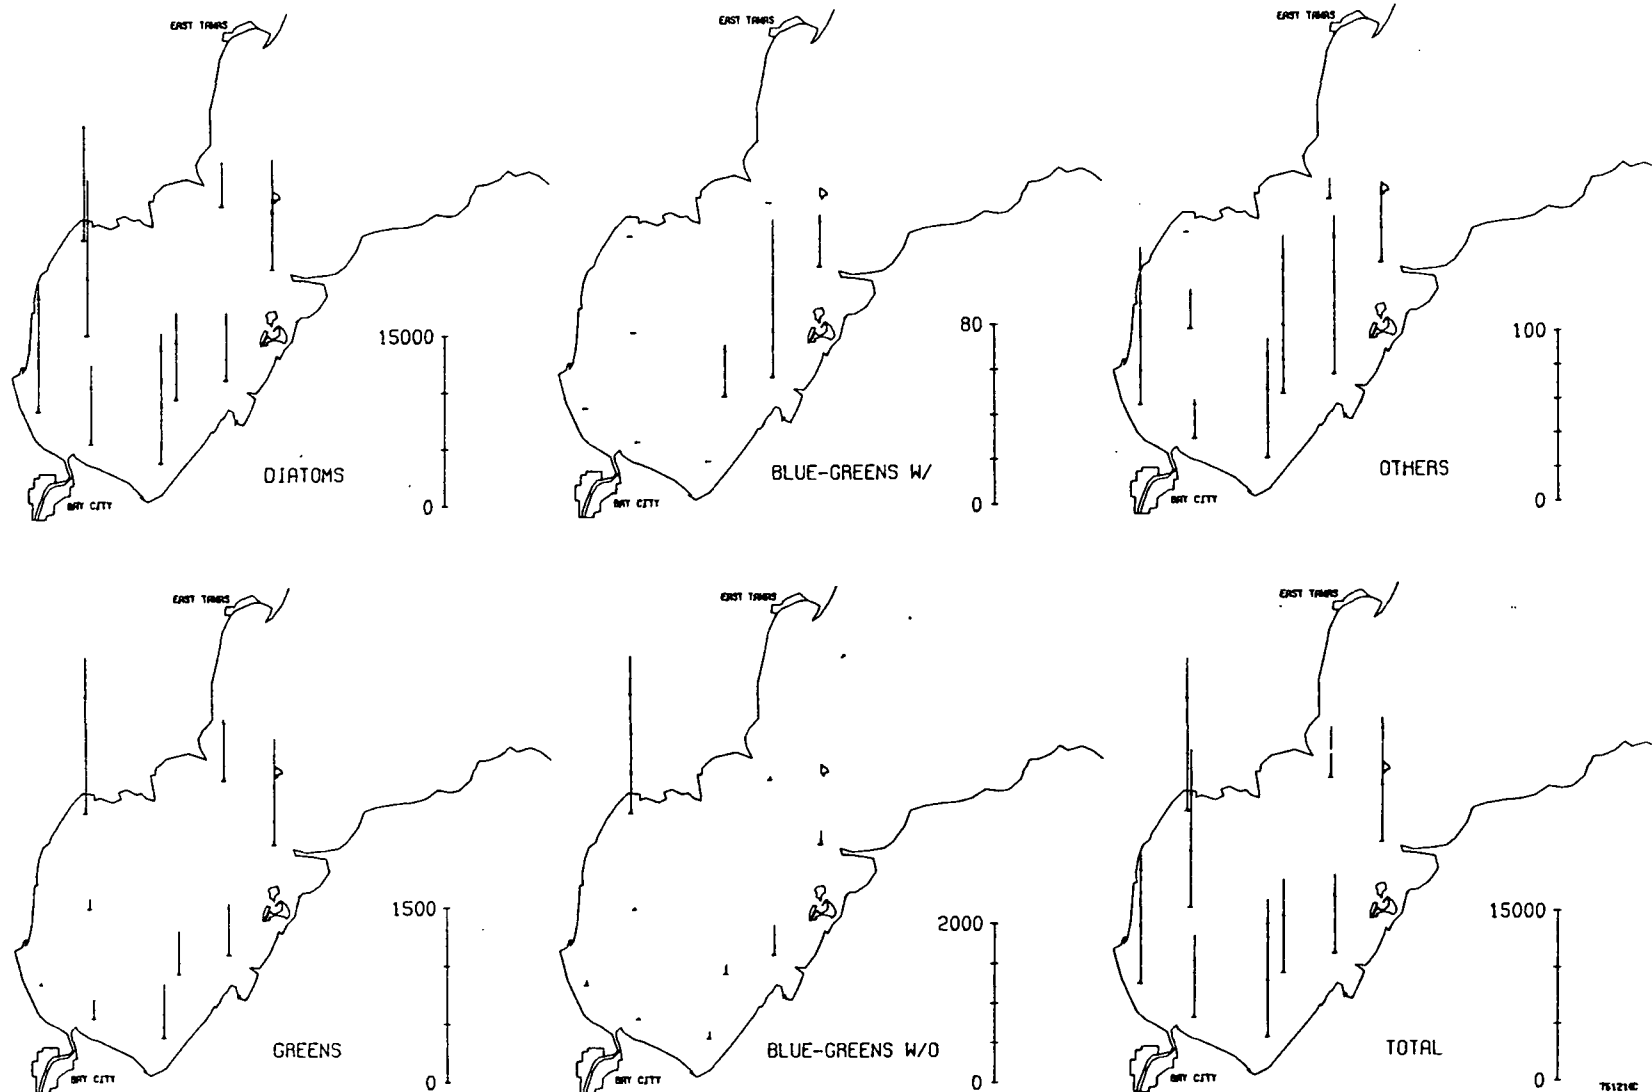 EAST TAWAS
EAST TAWAS
EAST TAWAS
15000
0
DIATOMS
BAY CITY
80
0
BLUE-GREENS W/
BAY CITY
100
0
OTHERS
BAY CITY
EAST TAWAS
EAST TAWAS
EAST TAWAS
1500
0
GREENS
BAY CITY
2000
0
BLUE-GREENS W/O
BAY CITY
15000
0
TOTAL
BAY CITY